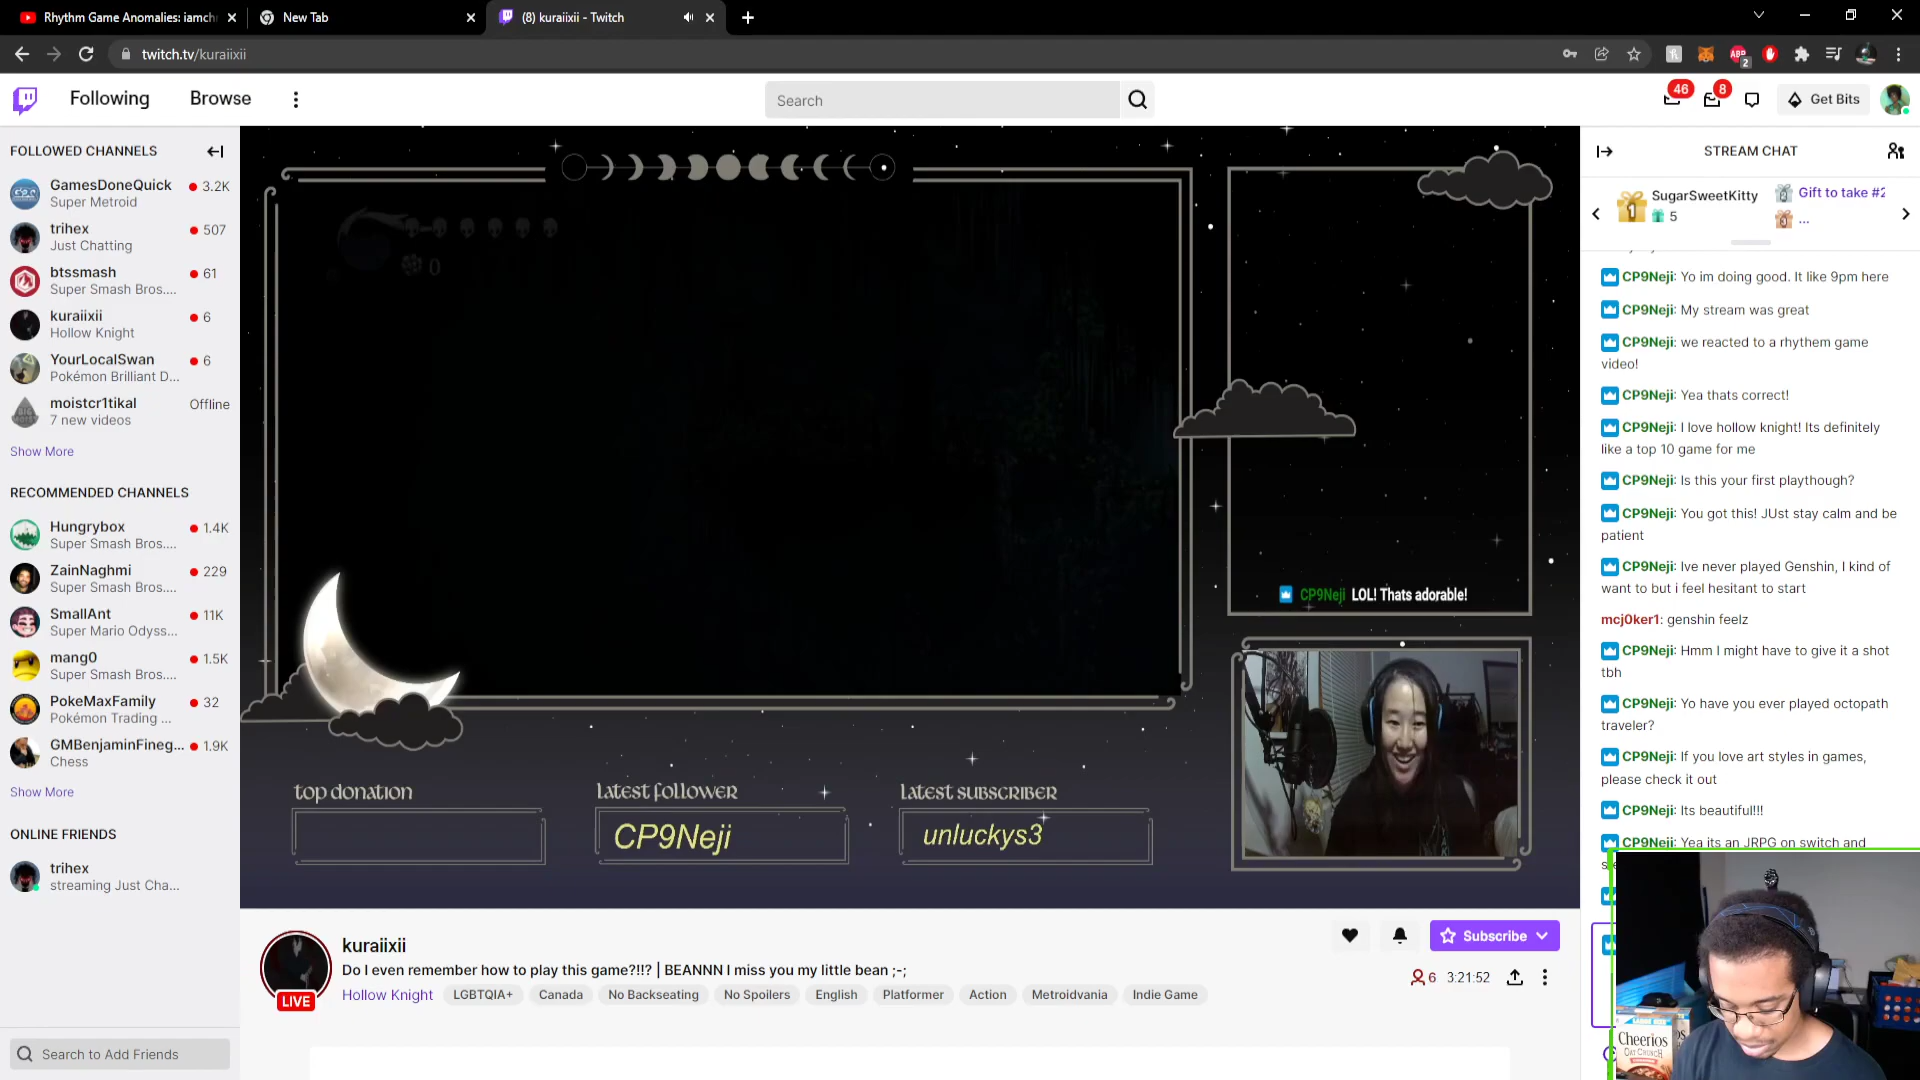 Rhythm Game Anomalies: iamchr
New Tab
(8) kuraiixii - Twitch
twitch.tv/kuraiixii
ABP
2
Following
Browse
Search
46
8
Get Bits
FOLLOWED CHANNELS
GamesDoneQuick
3.2K
Super Metroid
trihex
507
Just Chatting
btssmash
61
Super Smash Bros....
kuraiixii
6
Hollow Knight
YourLocalSwan
6
Pokémon Brilliant D...
moistcr1tikal
Offline
7 new videos
Show More
RECOMMENDED CHANNELS
Hungrybox
1.4K
Super Smash Bros....
ZainNaghmi
229
Super Smash Bros....
SmallAnt
11K
Super Mario Odyss...
mang0
1.5K
Super Smash Bros....
PokeMaxFamily
32
Pokémon Trading ...
GMBenjaminFineg...
1.9K
Chess
Show More
ONLINE FRIENDS
trihex
streaming Just Cha...
Search to Add Friends
0
CP9Neji LOL! Thats adorable!
top donation
latest follower
latest subscriber
CP9Neji
unluckys3
kuraiixii
Do I even remember how to play this game?!!? | BEANNN I miss you my little bean ;-;
Hollow Knight
LGBTQIA+
Canada
No Backseating
No Spoilers
English
Platformer
Action
Metroidvania
Indie Game
LIVE
Subscribe
6
3:21:52
STREAM CHAT
1
SugarSweetKitty
5
Gift to take #2
...
CP9Neji: Yo im doing good. It like 9pm here
CP9Neji: My stream was great
CP9Neji: we reacted to a rhythem game
video!
CP9Neji: Yea thats correct!
CP9Neji: I love hollow knight! Its definitely
like a top 10 game for me
CP9Neji: Is this your first playthough?
CP9Neji: You got this! JUst stay calm and be
patient
CP9Neji: Ive never played Genshin, I kind of
want to but i feel hesitant to start
mcj0ker1: genshin feelz
CP9Neji: Hmm I might have to give it a shot
tbh
CP9Neji: Yo have you ever played octopath
traveler?
CP9Neji: If you love art styles in games,
please check it out
CP9Neji: Its beautiful!!!
CP9Neji: Yea its an JRPG on switch and
Cheerios
OAT CRUNCH